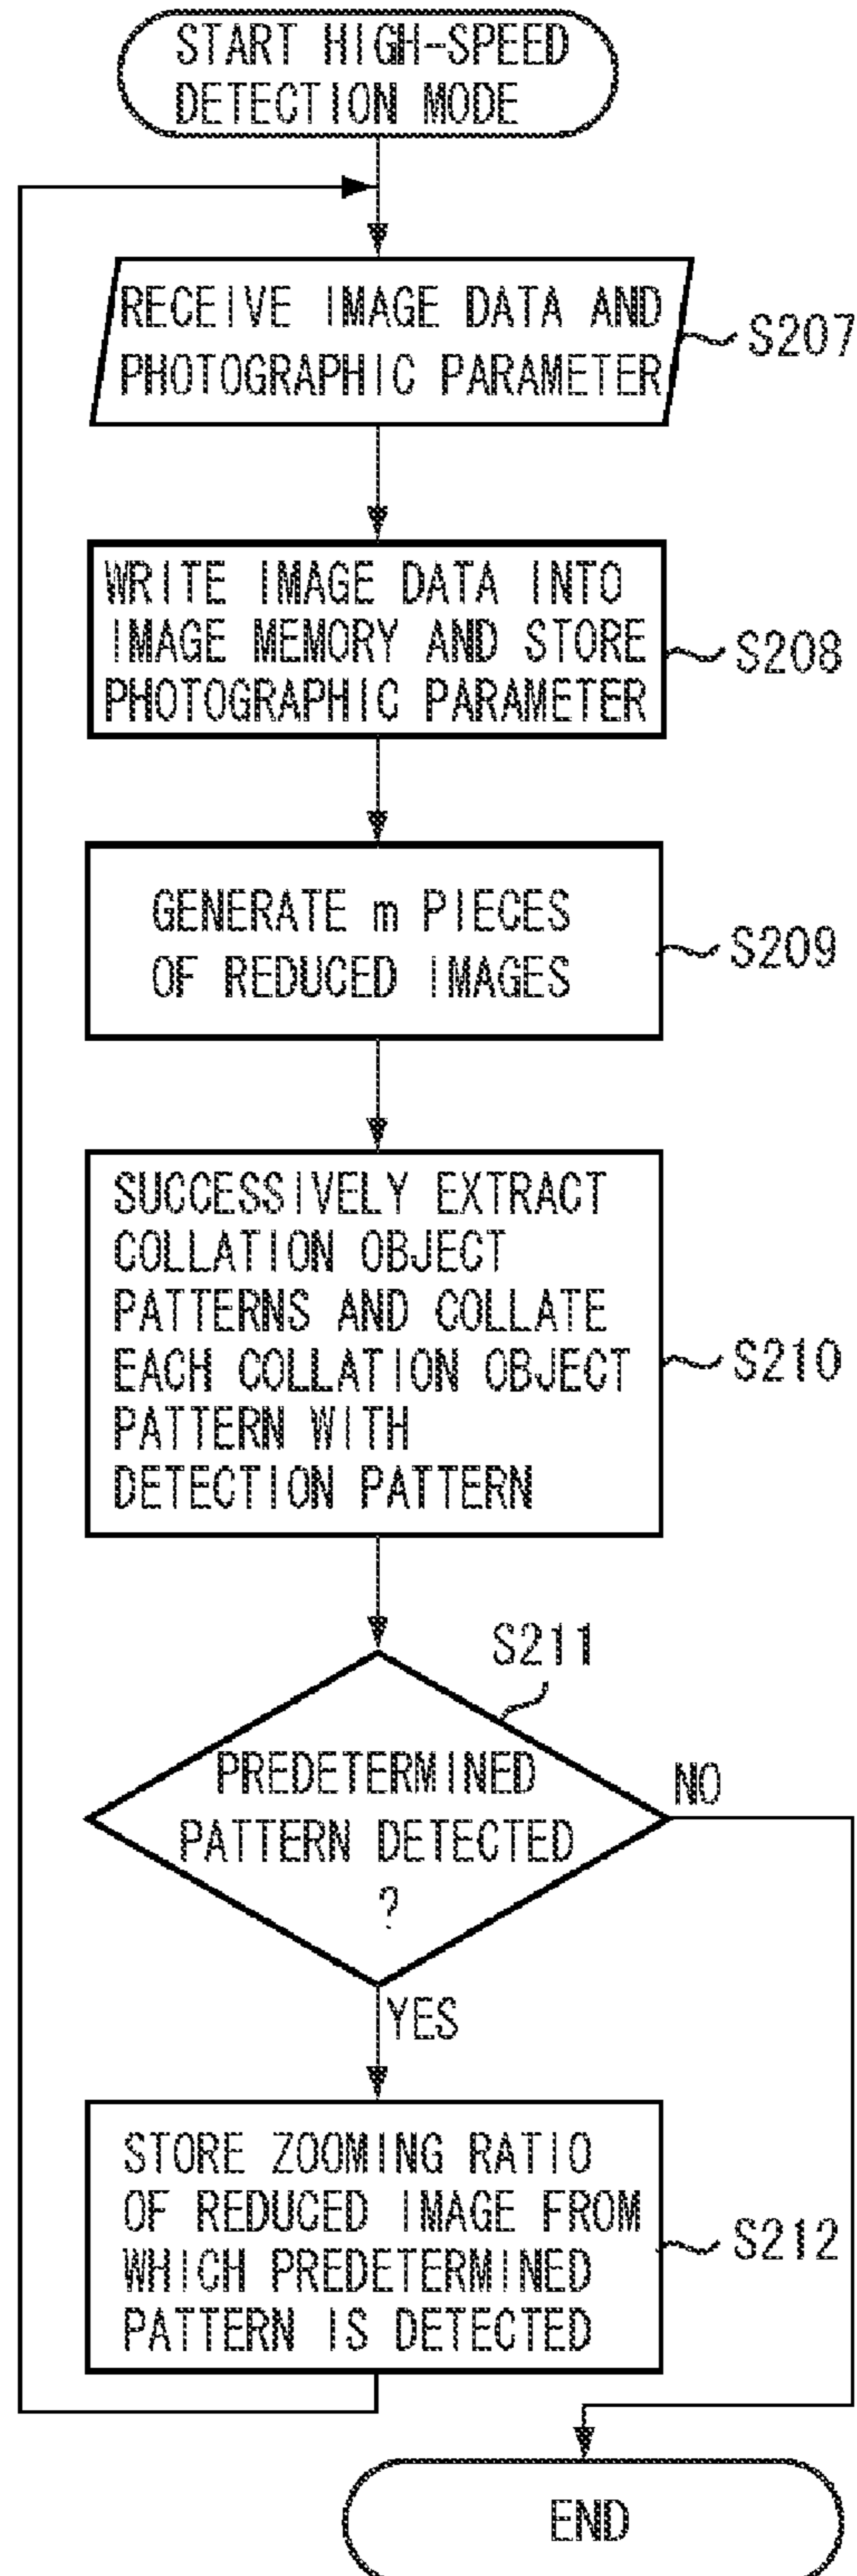 START HIGH-SPEED
DETECTION MODE
RECEIVE IMAGE DATA AND
PHOTOGRAPHIC PARAMETER
S207
WRITE IMAGE DATA INTO
IMAGE MEMORY AND STORE
PHOTOGRAPHIC PARAMETER
S208
GENERATE m PIECES
OF REDUCED IMAGES
S209
SUCCESSIVELY EXTRACT
COLLATION OBJECT
PATTERNS AND COLLATE
EACH COLLATION OBJECT
PATTERN WITH
DETECTION PATTERN
S210
S211
PREDETERMINED
PATTERN DETECTED
?
NO
YES
STORE ZOOMING RATIO
OF REDUCED IMAGE FROM
WHICH PREDETERMINED
PATTERN IS DETECTED
S212
END